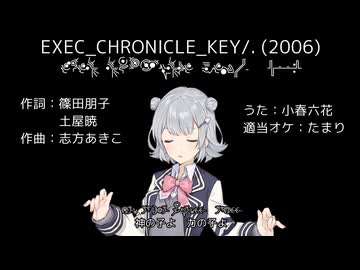 EXEC_CHRONICLE_KEY/. (2006)
作詞：篠田朋子
土屋暁
作曲：志方あきこ
うた：小春六花
適当オケ：たまり
神の子よ 力の子よ